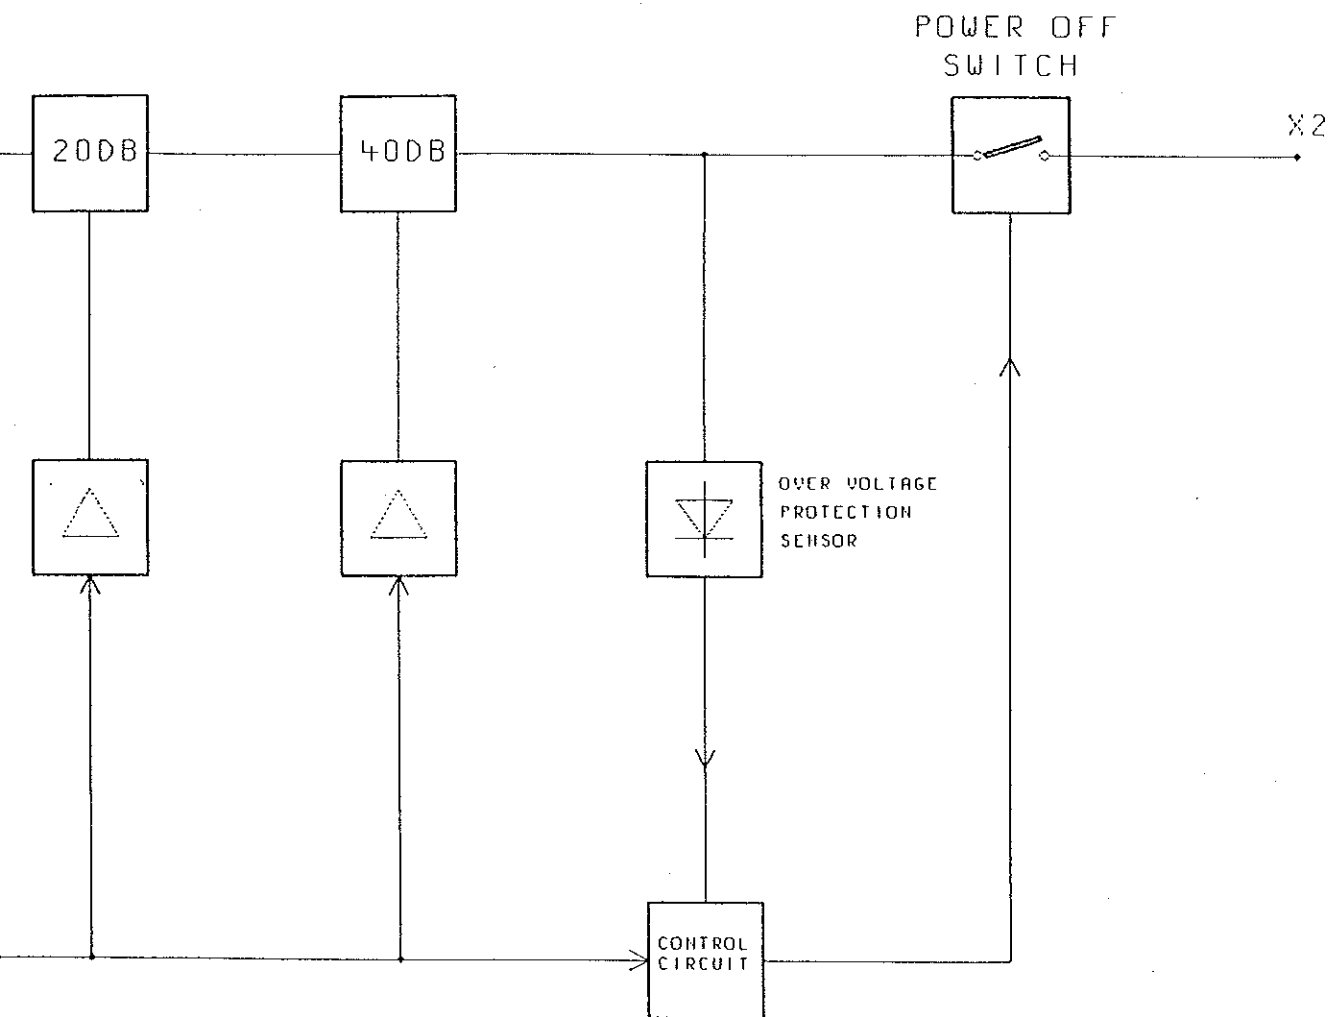 POWER OFF
SWITCH
X2
20DB
40DB
OVER VOLTAGE
PROTECTION
SENSOR
CONTROL
CIRCUIT